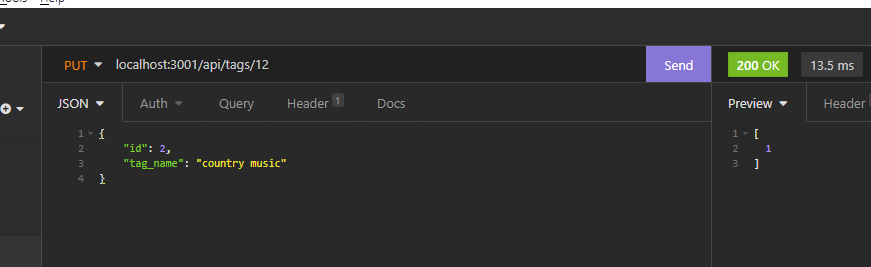 Tools Help
PUT localhost:3001/api/tags/12 Send 200 OK 13.5 ms
JSON Auth Query Header 1 Docs Preview Header
1 {
2 "id": 2,
3 "tag_name": "country music"
4 }
1 [
2 1
3 ]